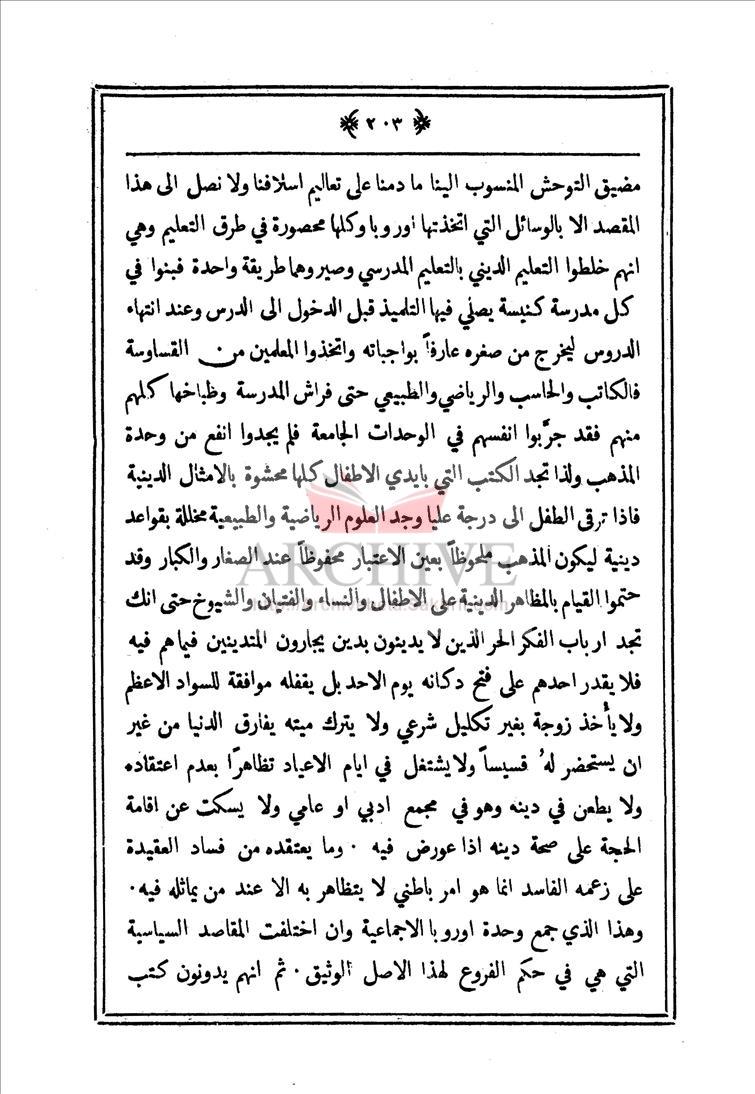 ﴿ ٢٠٣ ﴾
مضيق التوحش المنسوب الينا ما دمنا على تعاليم اسلافنا ولا نصل الى هذا
المقصد الا بالوسائل التي اتخذتها اوروبا وكلها محصورة في طرق التعليم وهي
انهم خلطوا التعليم الديني بالتعليم المدرسي وصيروهما طريقة واحدة فبنوا في
كل مدرسة كنيسة يصلي فيها التلميذ قبل الدخول الى الدرس وعند انتهاء
الدروس ليخرج من صغره عارفاً بواجباته واتخذوا المعلمين من القساوسة
فالكاتب والحاسب والرياضي والطبيعي حتى فراش المدرسة وظباخها كلهم
منهم فقد جرَّبوا انفسهم في الوحدات الجامعة فلم يجدوا انفع من وحدة
المذهب ولذا تجد الكتب التي بايدي الاطفال كلها محشوة بالامثال الدينية
فاذا ترقى الطفل الى درجة عليا وجد العلوم الرياضية والطبيعية مخللة بقواعد
دينية ليكون المذهب ملحوظاً بعين الاعتبار محفوظاً عند الصغار والكبار وقد
ARCHIVE
حتموا القيام بالمظاهر الدينية على الاطفال والنساء والفتيان والشيوخ حتى انك
تجد ارباب الفكر الحر الذين لا يدينون بدين يجارون المتدينين فيما هم فيه
فلا يقدر احدهم على فتح دكانه يوم الاحد بل يقفله موافقة للسواد الاعظم
ولا يأخذ زوجة بغير تكليل شرعي ولا يترك ميته يفارق الدنيا من غير
ان يستحضر لهُ قسيساً ولا يشتغل في ايام الاعياد تظاهرًا بعدم اعتقاده
ولا يطعن في دينه وهو في مجمع ادبي او عامي ولا يسكت عن اقامة
الحجة على صحة دينه اذا عورض فيه . وما يعتقده من فساد العقيدة
على زعمه الفاسد انما هو امر باطني لا يتظاهر به الا عند من يماثله فيه .
وهذا الذي جمع وحدة اوروبا الاجماعية وان اختلفت المقاصد السياسية
التي هي في حكم الفروع لهذا الاصل الوثيق . ثم انهم يدونون كتب